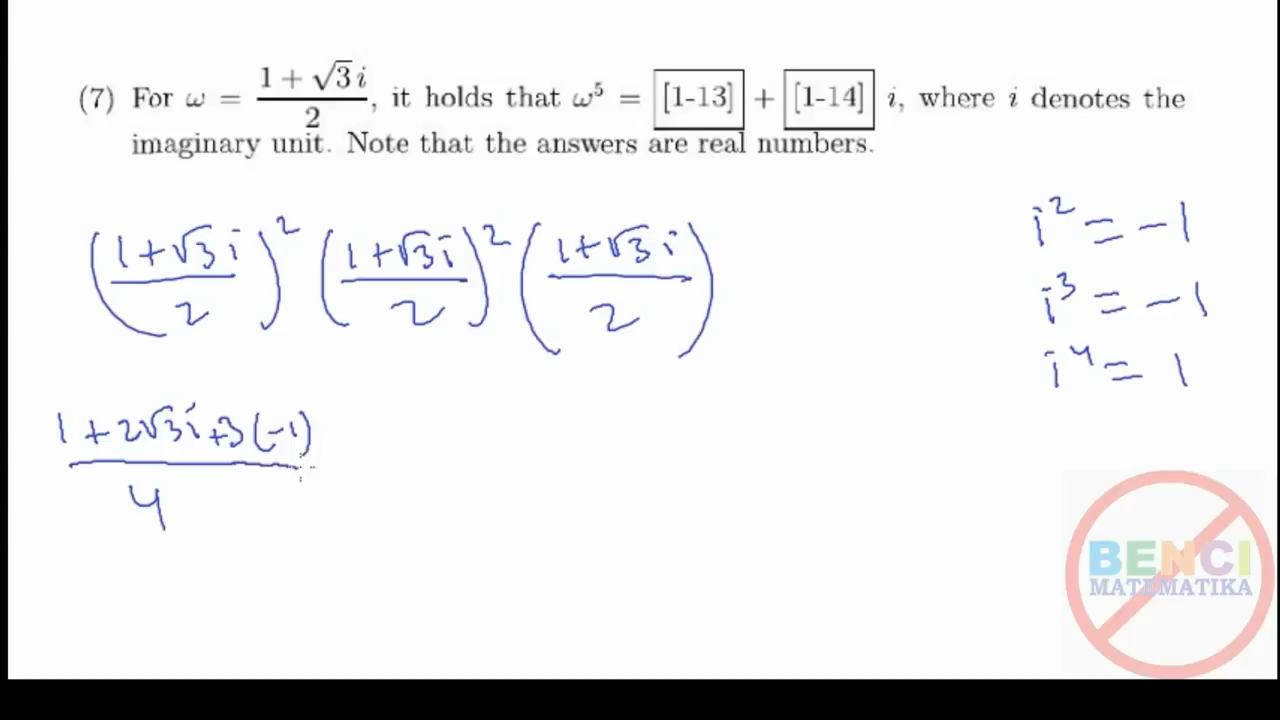 (7) For ω = (1 + √3 i)/2, it holds that ω⁵ = [1-13] + [1-14] i, where i denotes the
imaginary unit. Note that the answers are real numbers.
((1+√3 i)/2)² ((1+√3 i)/2)² ((1+√3 i)/2)
(1 + 2√3i +3(-1))/4
i² = -1
i³ = -1
i⁴ = 1
BENCI
MATEMATIKA